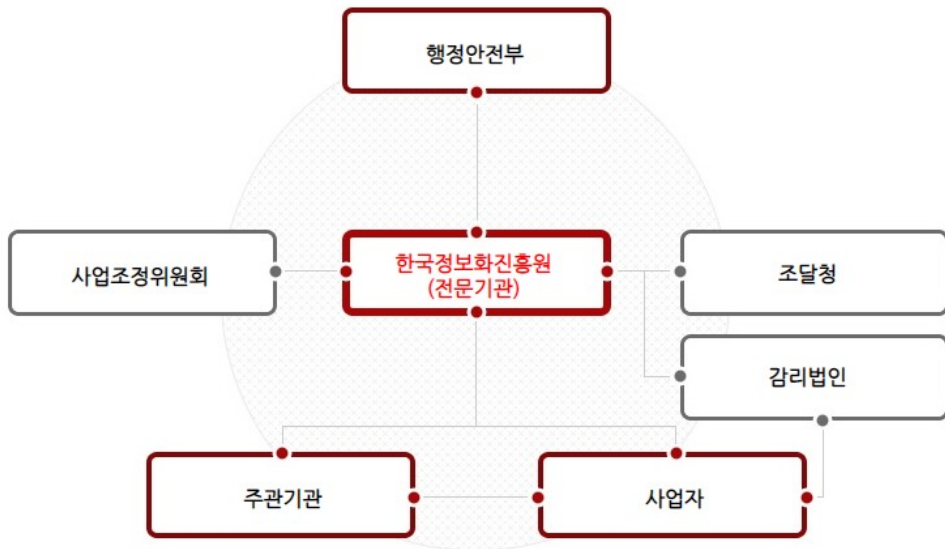 행정안전부
사업조정위원회
한국정보화진흥원
(전문기관)
조달청
감리법인
주관기관
사업자